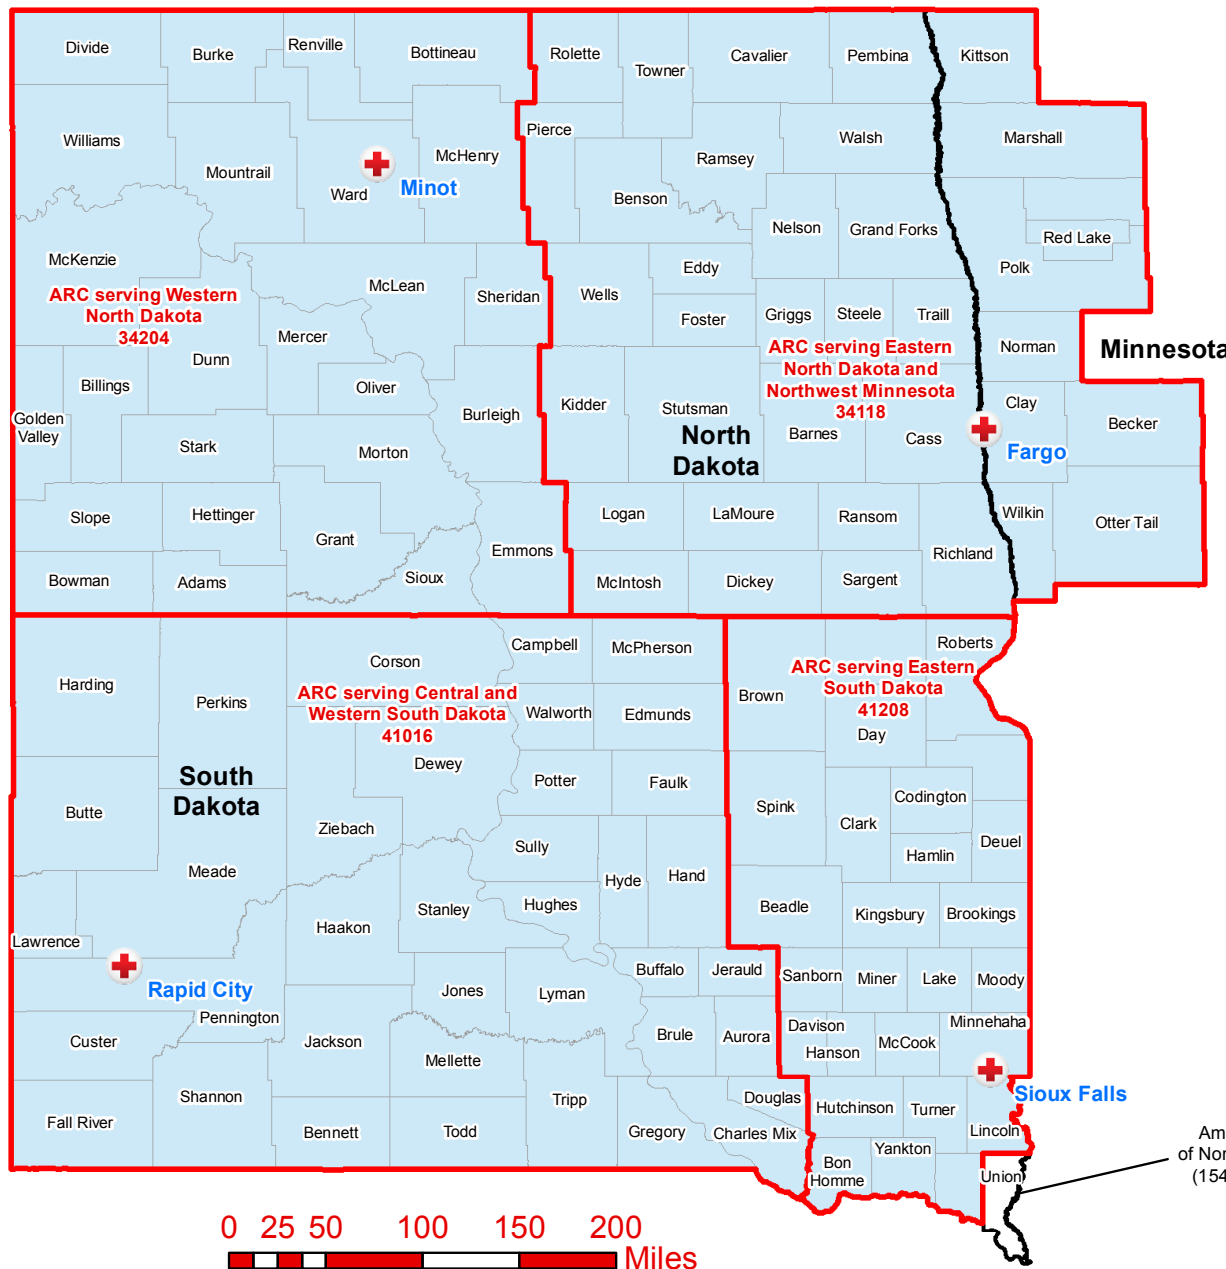 Divide
Burke
Renville
Bottineau
Rolette
Towner
Cavalier
Pembina
Kittson
Williams
Mountrail
Ward
Minot
McHenry
Pierce
Ramsey
Walsh
Marshall
Benson
Nelson
Grand Forks
Red Lake
Polk
McKenzie
ARC serving Western
North Dakota
34204
McLean
Sheridan
Wells
Eddy
Foster
Griggs
Steele
Traill
Norman
Minnesota
Mercer
Dunn
Oliver
Billings
Golden
Valley
Stark
Morton
Burleigh
Kidder
Stutsman
ARC serving Eastern
North Dakota and
Northwest Minnesota
34118
North
Dakota
Barnes
Cass
Clay
Becker
Fargo
Slope
Hettinger
Grant
Emmons
Logan
LaMoure
Ransom
Richland
Wilkin
Otter Tail
Bowman
Adams
Sioux
McIntosh
Dickey
Sargent
Harding
Perkins
Corson
Campbell
McPherson
ARC serving Central and
Western South Dakota
41016
Walworth
Edmunds
Brown
Roberts
ARC serving Eastern
South Dakota
41208
Day
South
Dakota
Dewey
Potter
Faulk
Butte
Ziebach
Spink
Clark
Codington
Hamlin
Deuel
Meade
Sully
Hyde
Hand
Haakon
Stanley
Hughes
Beadle
Kingsbury
Brookings
Lawrence
Rapid City
Pennington
Jones
Lyman
Buffalo
Jerauld
Sanborn
Miner
Lake
Moody
Custer
Jackson
Mellette
Brule
Aurora
Davison
Hanson
McCook
Minnehaha
Sioux Falls
Fall River
Shannon
Bennett
Todd
Tripp
Gregory
Douglas
Charles Mix
Hutchinson
Turner
Lincoln
Bon
Homme
Yankton
Union
Am
of Nor
(154
0 25 50 100 150 200
Miles